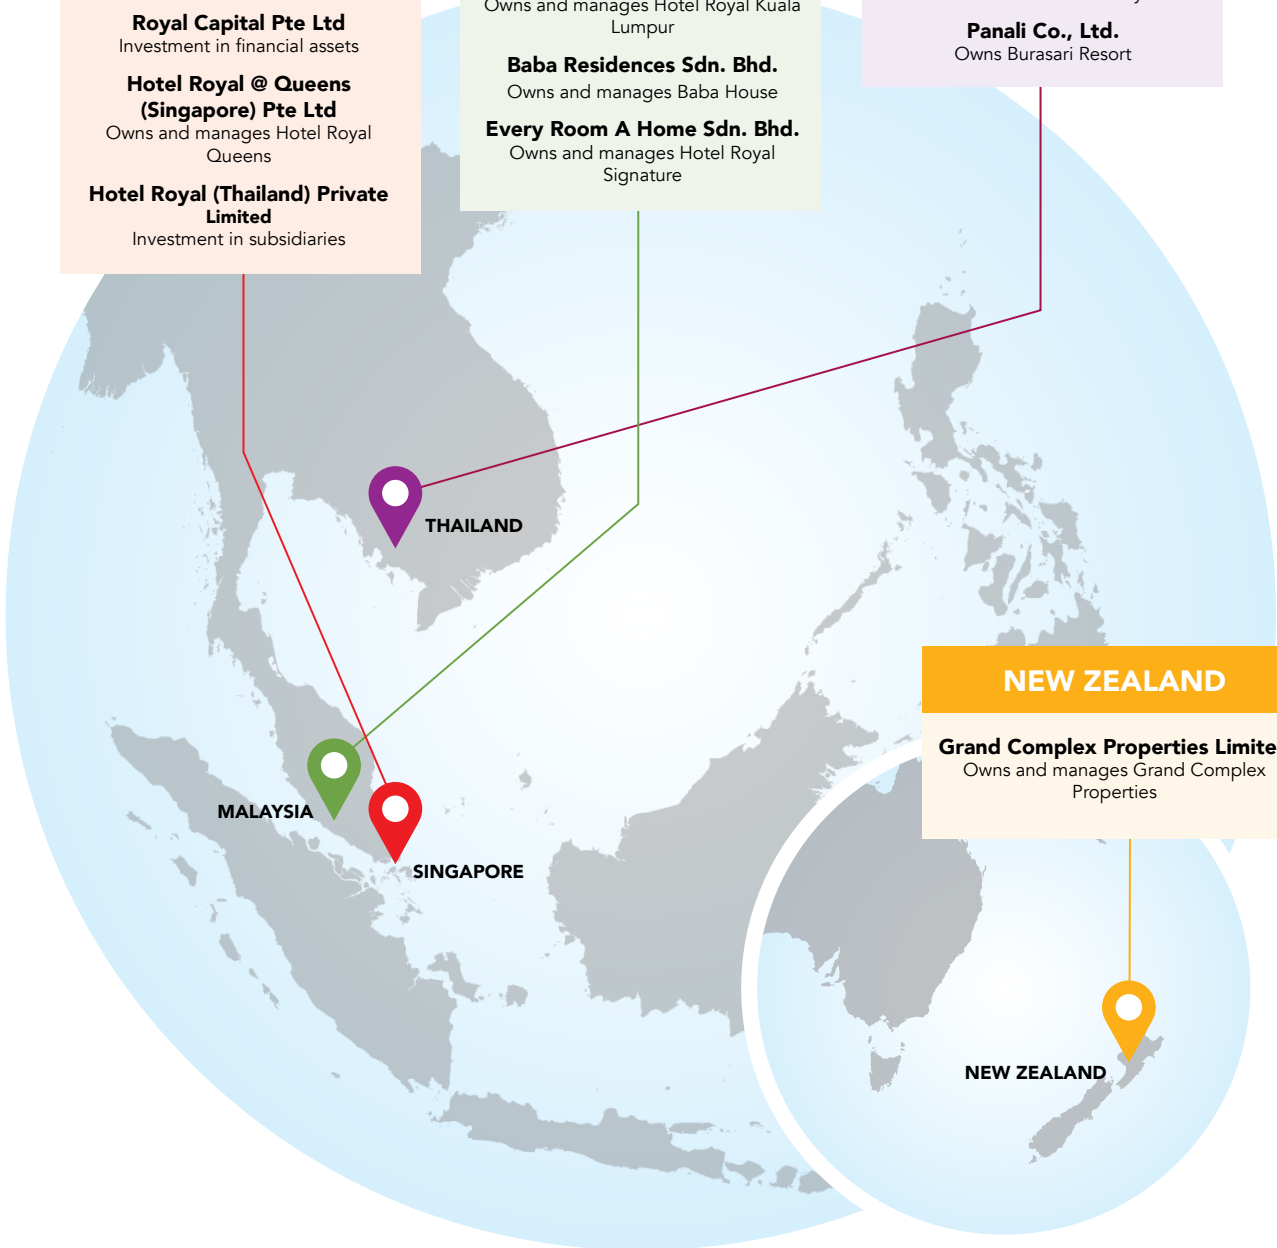 Royal Capital Pte Ltd
Investment in financial assets
Hotel Royal @ Queens
(Singapore) Pte Ltd
Owns and manages Hotel Royal
Queens
Hotel Royal (Thailand) Private
Limited
Investment in subsidiaries
Owns and manages Hotel Royal Kuala
Lumpur
Baba Residences Sdn. Bhd.
Owns and manages Baba House
Every Room A Home Sdn. Bhd.
Owns and manages Hotel Royal
Signature
Panali Co., Ltd.
Owns Burasari Resort
THAILAND
MALAYSIA
SINGAPORE
NEW ZEALAND
Grand Complex Properties Limite
Owns and manages Grand Complex
Properties
NEW ZEALAND